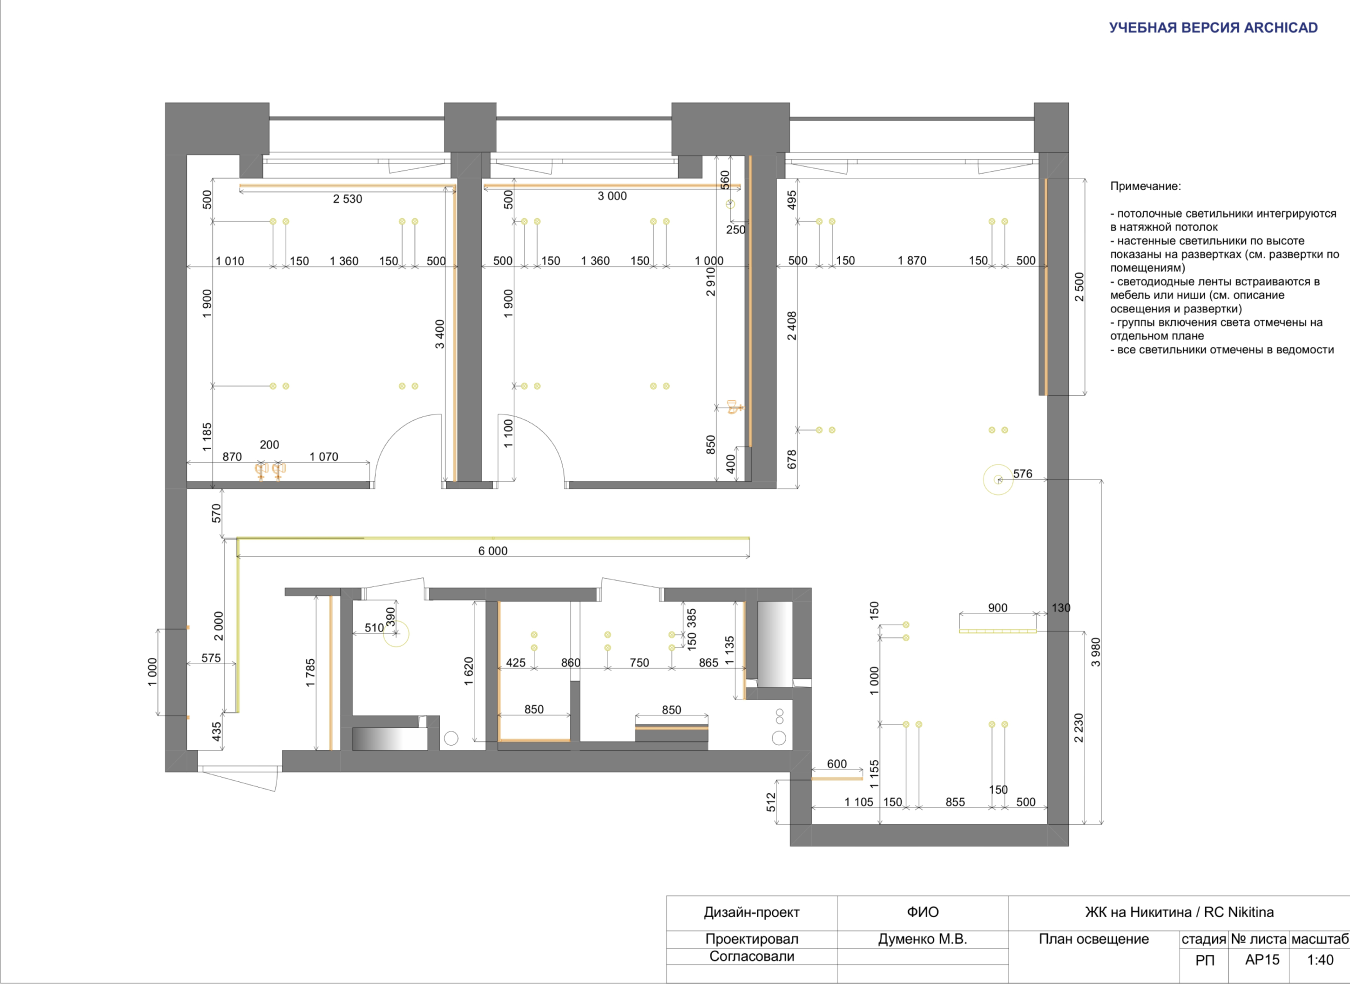 УЧЕБНАЯ ВЕРСИЯ ARCHICAD
Примечание:
- потолочные светильники интегрируются
в натяжной потолок
- настенные светильники по высоте
показаны на развертках (см. развертки по
помещениям)
- светодиодные ленты встраиваются в
мебель или ниши (см. описание
освещения и развертки)
- группы включения света отмечены на
отдельном плане
- все светильники отмечены в ведомости
500
2 530
500
3 000
560
250
495
1 010
150
1 360
150
500
500
150
1 360
150
1 000
500
150
1 870
150
500
1 900
3 400
1 900
2 910
2 408
2 500
1 185
870
200
1 070
1 100
850
400
678
576
570
6 000
2 000
575
1 000
435
1 785
510
390
1 620
425
860
750
865
150
385
1 135
850
850
150
900
130
1 000
3 980
2 230
1 155
600
512
1 105
150
855
150
500
Дизайн-проект
ФИО
ЖК на Никитина / RC Nikitina
Проектировал
Думенко М.В.
План освещение
стадия
№ листа
масштаб
Согласовали
РП
АР15
1:40